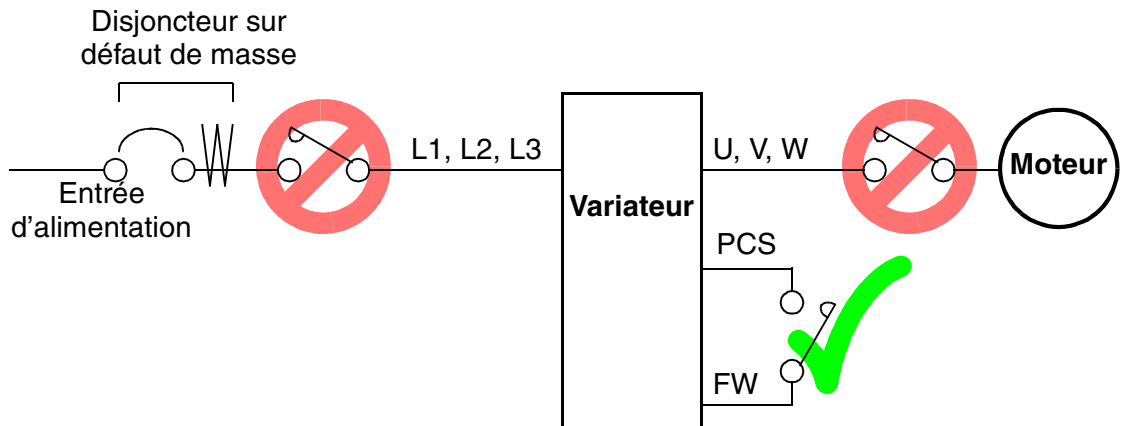 Disjoncteur sur
défaut de masse
L1, L2, L3
U, V, W
Moteur
Entrée
d’alimentation
Variateur
PCS
FW